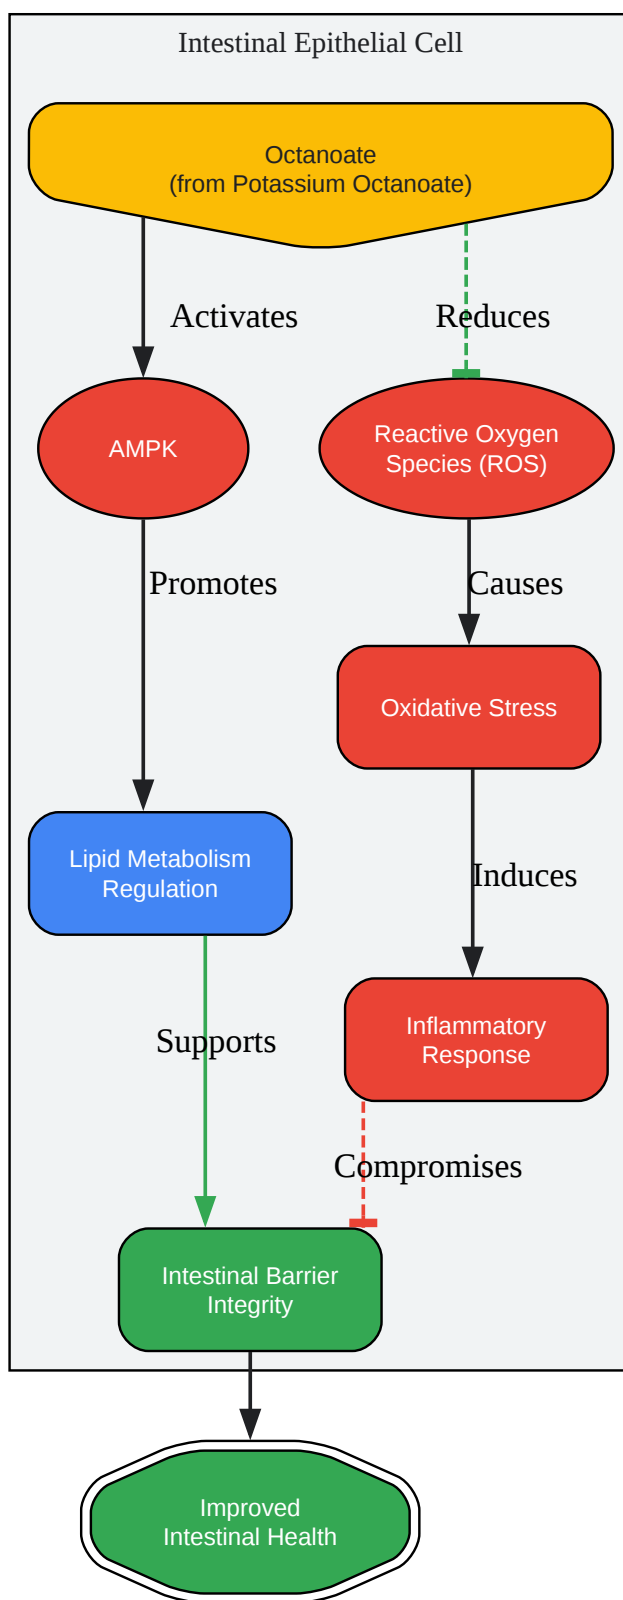 Intestinal Epithelial Cell
Octanoate
(from Potassium Octanoate)
Activates
Reduces
AMPK
Reactive Oxygen
Species (ROS)
Promotes
Causes
Oxidative Stress
Lipid Metabolism
Regulation
Induces
Inflammatory
Response
Supports
Compromises
Intestinal Barrier
Integrity
Improved
Intestinal Health